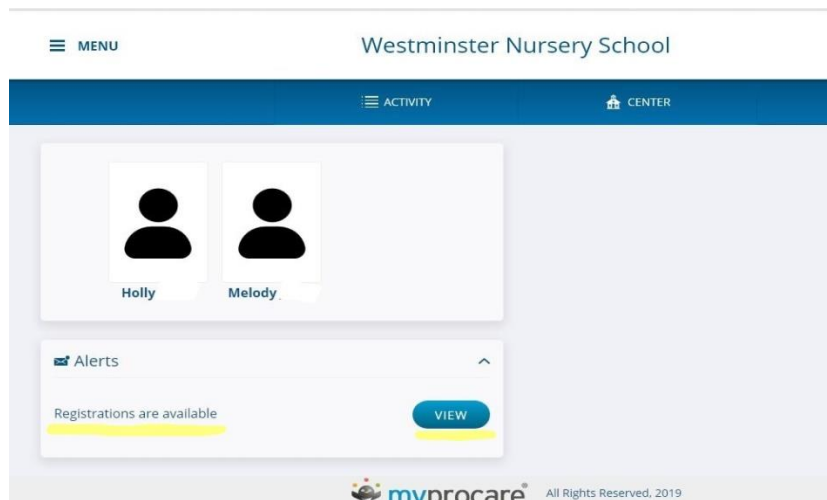 MENU
Westminster Nursery School
ACTIVITY
CENTER
Holly
Melody
Alerts
Registrations are available
VIEW
myprocare® All Rights Reserved, 2019